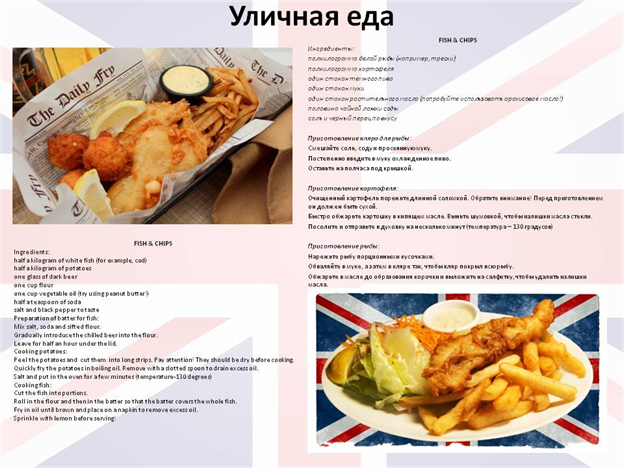 Уличная еда
The Daily Fry
The D
FISH & CHIPS
Ingredients:
half a kilogram of white fish (for example, cod)
half a kilogram of potatoes
one glass of dark beer
one cup flour
one cup vegetable oil (try using peanut butter!)
half a teaspoon of soda
salt and black pepper to taste
Preparation of batter for fish:
Mix salt, soda and sifted flour.
Gradually introduce the chilled beer into the flour.
Leave for half an hour under the lid.
Cooking potatoes:
Peel the potatoes and cut them into long strips. Pay attention! They should be dry before cooking.
Quickly fry the potatoes in boiling oil. Remove with a slotted spoon to drain excess oil.
Salt and put in the oven for a few minutes (temperature-130 degrees)
Cooking fish:
Cut the fish into portions.
Roll in the flour and then in the batter so that the batter covers the whole fish.
Fry in oil until brown and place on a napkin to remove excess oil.
Sprinkle with lemon before serving!
FISH & CHIPS
Ингредиенты:
полкилограмма белой рыбы (например, трески)
полкилограмма картофеля
один стакан темного пива
один стакан муки
один стакан растительного масла (попробуйте использовать арахисовое масло!)
половина чайной ложки соды
соль и черный перец по вкусу
Приготовление кляра для рыбы:
Смешайте соль, соду и просеянную муку.
Постепенно введите в муку охлажденное пиво.
Оставьте на полчаса под крышкой.
Приготовление картофеля:
Очищенный картофель порежьте длинной соломкой. Обратите внимание! Перед приготовлением
он должен быть сухой.
Быстро обжарьте картошку в кипящем масле. Выньте шумовкой, чтобы излишки масла стекли.
Посолите и отправьте в духовку на несколько минут (температура – 130 градусов)
Приготовление рыбы:
Нарежьте рыбу порционными кусочками.
Обваляйте в муке, а затем в кляре так, чтобы кляр покрыл всю рыбу.
Обжарьте в масле до образования корочки и выложите на салфетку, чтобы удалить излишки
масла.